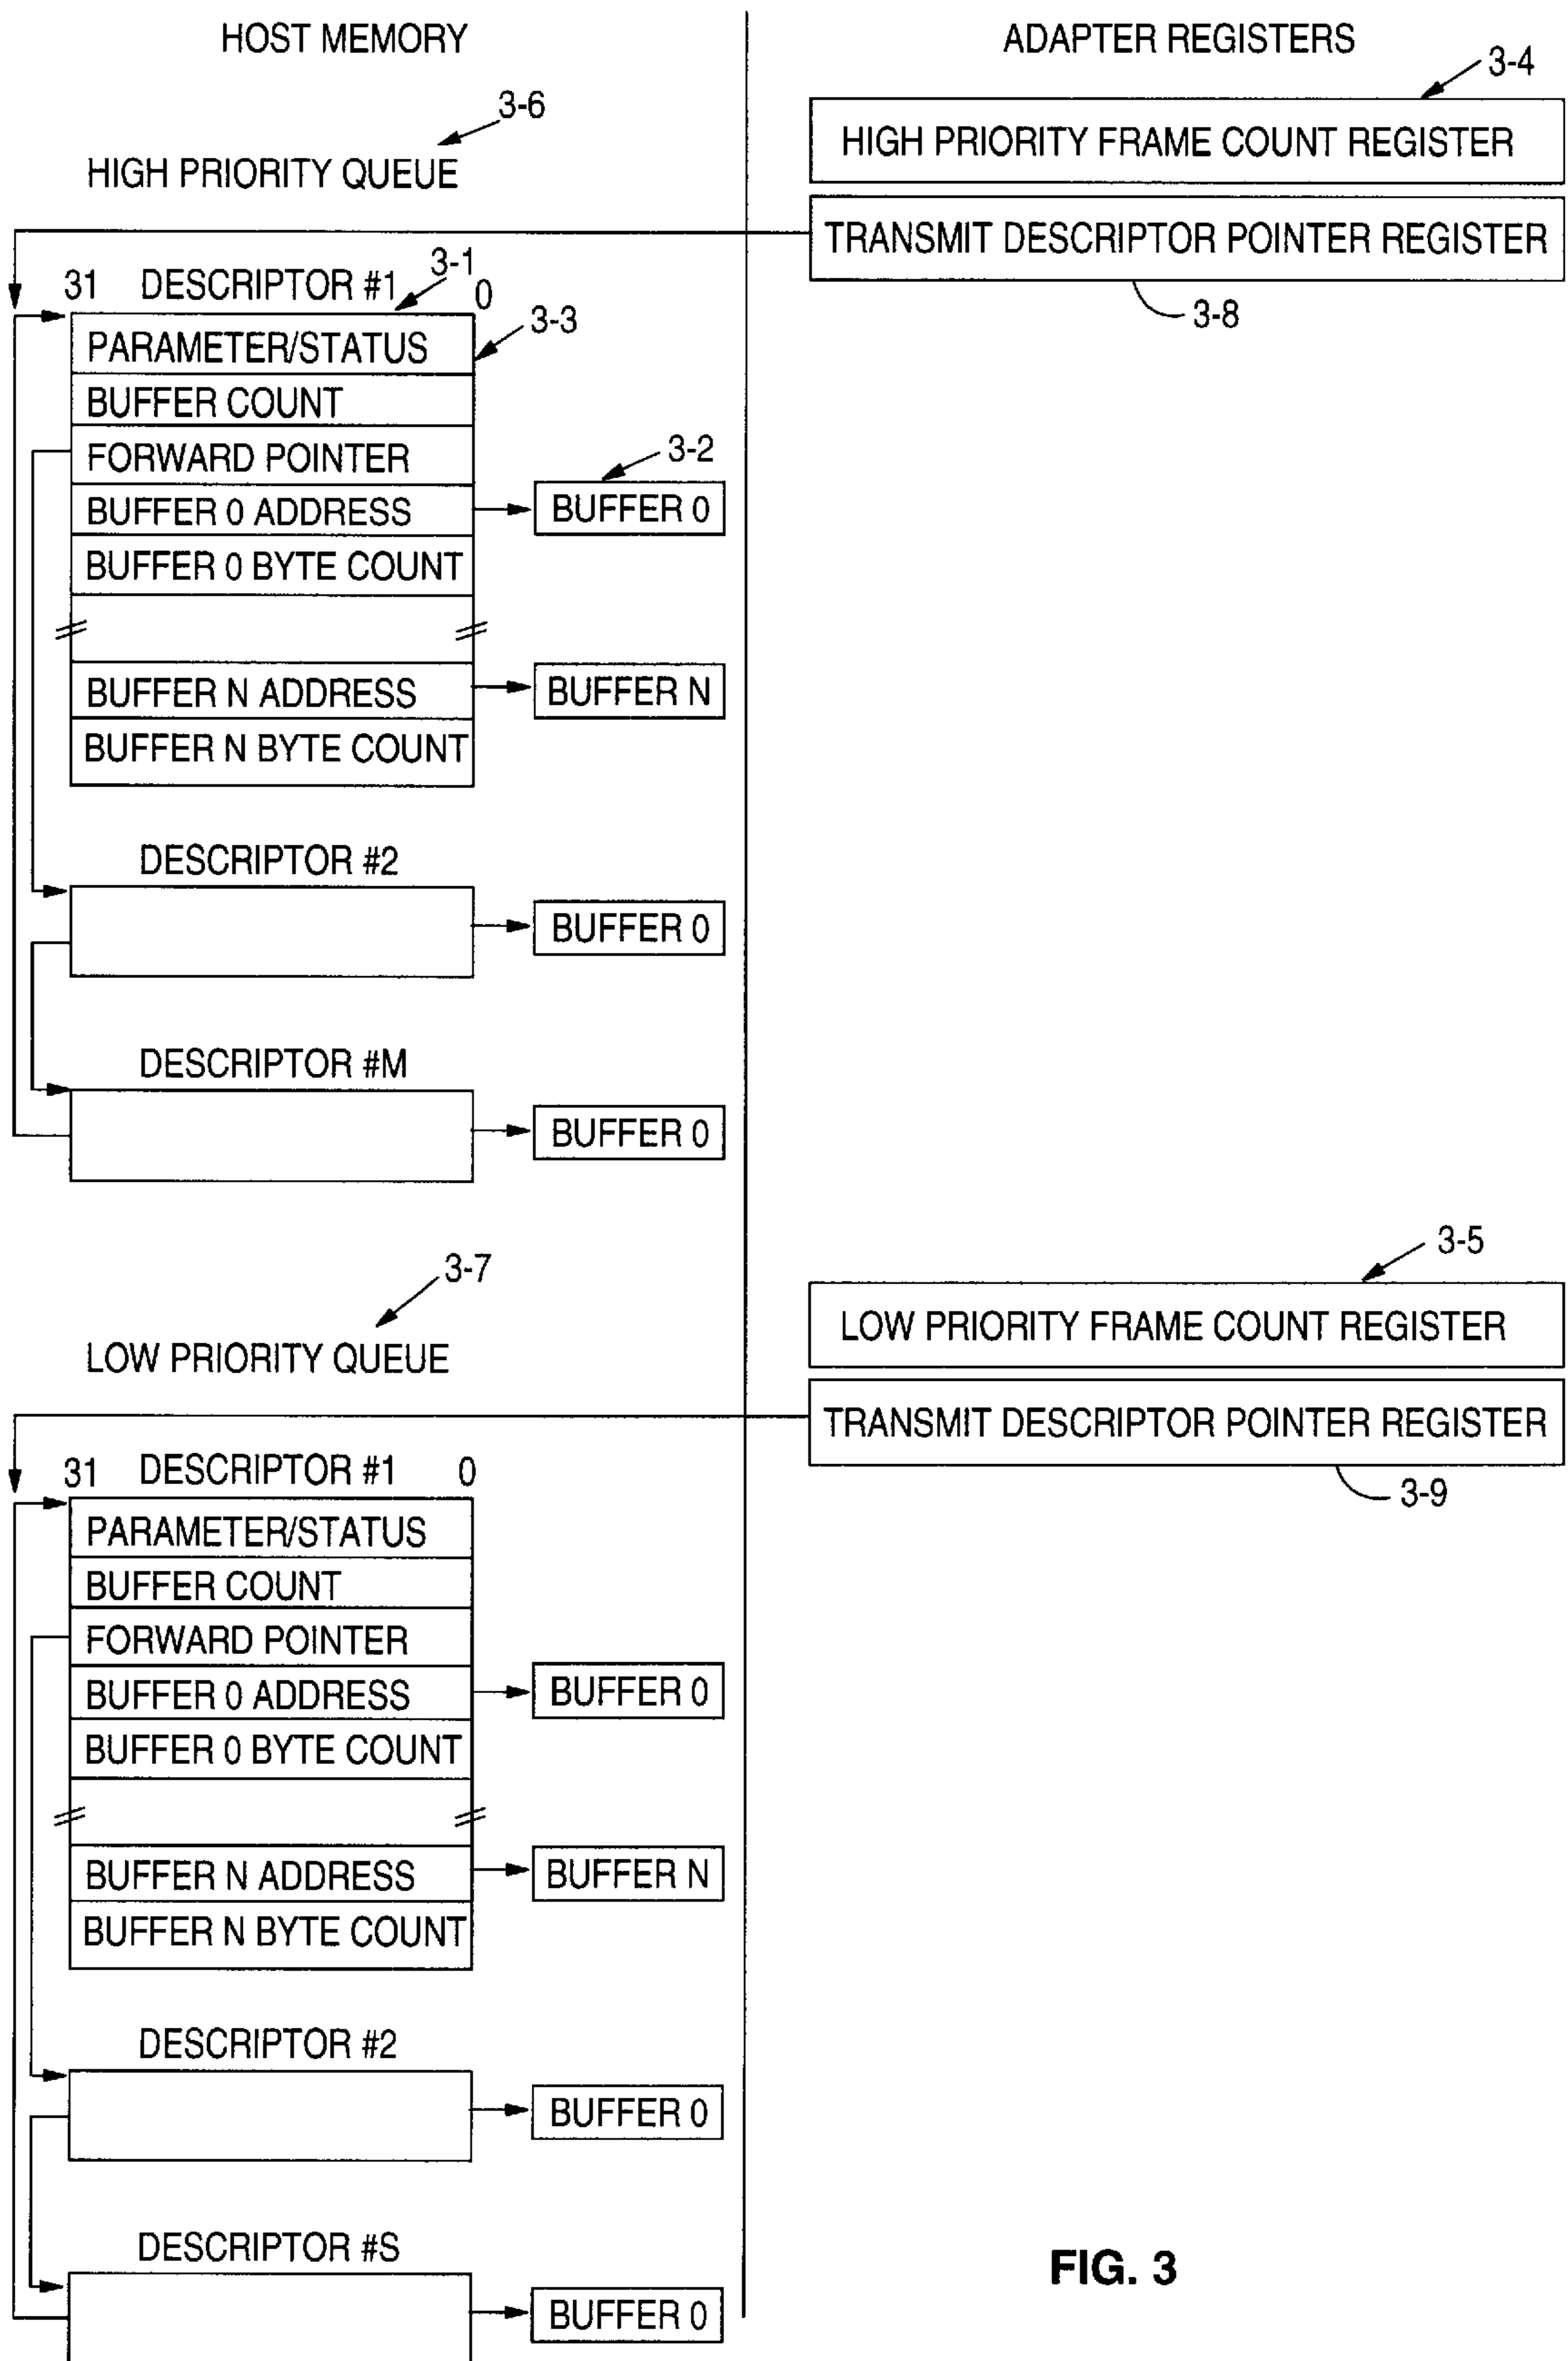 HOST MEMORY
ADAPTER REGISTERS
3-4
3-6
HIGH PRIORITY FRAME COUNT REGISTER
HIGH PRIORITY QUEUE
TRANSMIT DESCRIPTOR POINTER REGISTER
3-8
3-1
31 DESCRIPTOR #1 0
3-3
PARAMETER/STATUS
BUFFER COUNT
FORWARD POINTER
3-2
BUFFER 0 ADDRESS
BUFFER 0
BUFFER 0 BYTE COUNT
BUFFER N ADDRESS
BUFFER N
BUFFER N BYTE COUNT
DESCRIPTOR #2
BUFFER 0
DESCRIPTOR #M
BUFFER 0
3-5
3-7
LOW PRIORITY FRAME COUNT REGISTER
LOW PRIORITY QUEUE
TRANSMIT DESCRIPTOR POINTER REGISTER
3-9
31 DESCRIPTOR #1 0
PARAMETER/STATUS
BUFFER COUNT
FORWARD POINTER
BUFFER 0 ADDRESS
BUFFER 0
BUFFER 0 BYTE COUNT
BUFFER N ADDRESS
BUFFER N
BUFFER N BYTE COUNT
DESCRIPTOR #2
BUFFER 0
DESCRIPTOR #S
BUFFER 0
FIG. 3